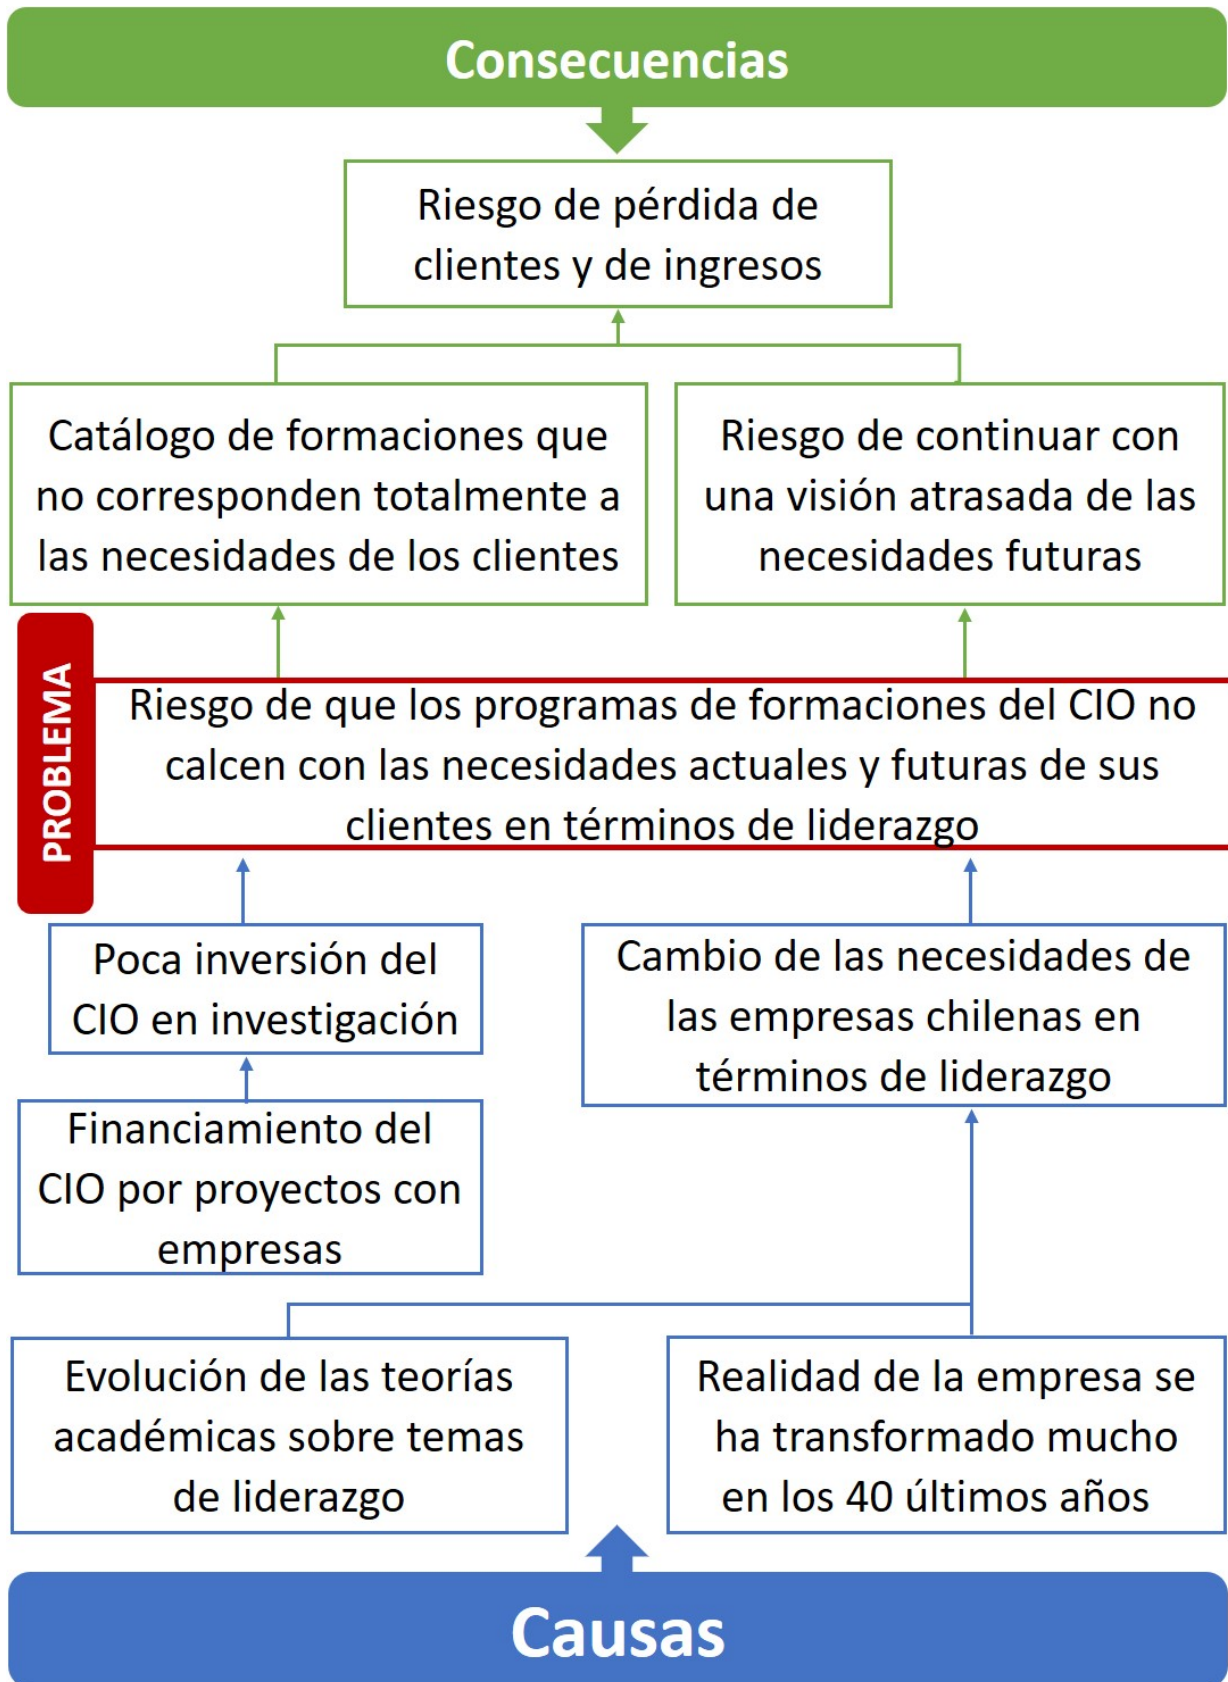 Consecuencias
Riesgo de pérdida de
clientes y de ingresos
Catálogo de formaciones que
no corresponden totalmente a
las necesidades de los clientes
Riesgo de continuar con
una visión atrasada de las
necesidades futuras
PROBLEMA
Riesgo de que los programas de formaciones del CIO no
calcen con las necesidades actuales y futuras de sus
clientes en términos de liderazgo
Poca inversión del
CIO en investigación
Cambio de las necesidades de
las empresas chilenas en
términos de liderazgo
Financiamiento del
CIO por proyectos con
empresas
Evolución de las teorías
académicas sobre temas
de liderazgo
Realidad de la empresa se
ha transformado mucho
en los 40 últimos años
Causas